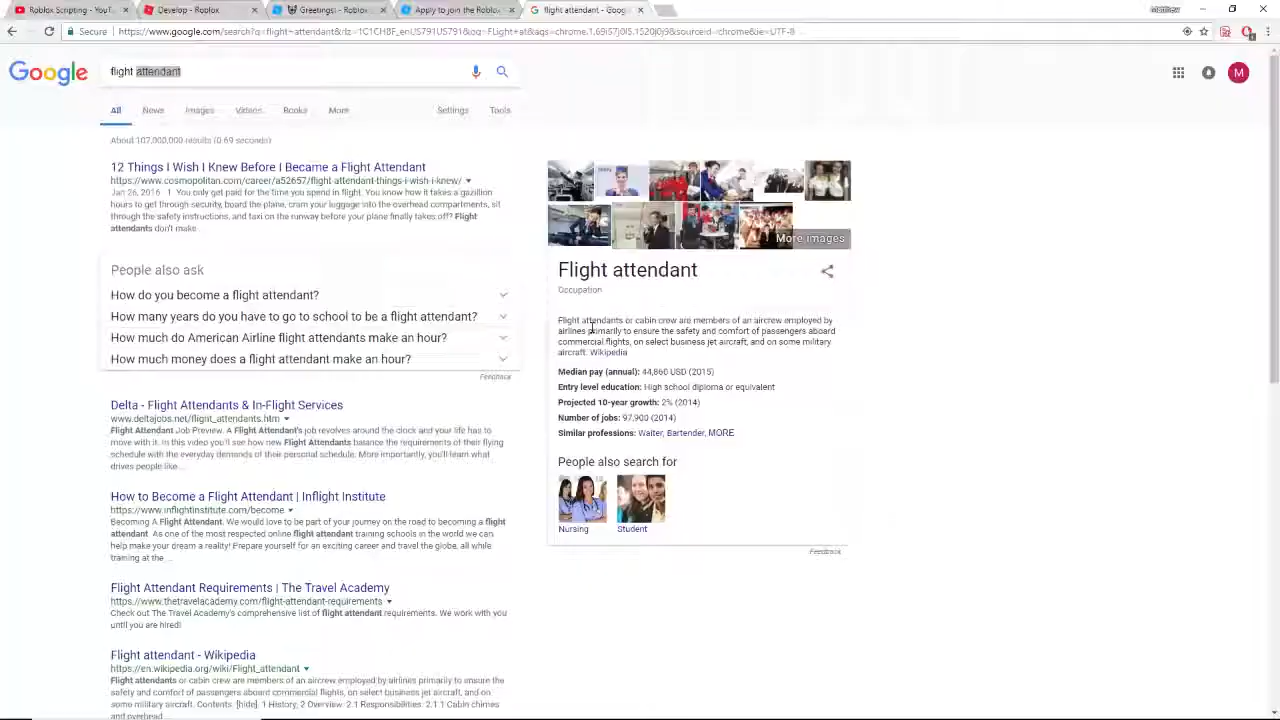 Roblox Scripting - YouT
Develop - Roblox
Greetings! - Roblox
Apply to join the Roblox
flight attendant - Google
Secure
Google
flight attendant
M
All
News
Images
Videos
Books
More
Settings
Tools
About 107,000,000 results (0.69 seconds)
12 Things I Wish I Knew Before I Became a Flight Attendant
https://www.cosmopolitan.com/career/a52657/flight-attendant-things-i-wish-i-knew/
Jan 26, 2016 1. You only get paid for the time you spend in flight. You know how it takes a gazillion
hours to get through security, board the plane, cram your luggage into the overhead compartments, sit
through the safety instructions, and taxi on the runway before your plane finally takes off? Flight
attendants don't make
People also ask
How do you become a flight attendant?
How many years do you have to go to school to be a flight attendant?
How much do American Airline flight attendants make an hour?
How much money does a flight attendant make an hour?
Feedback
Delta - Flight Attendants & In-Flight Services
www.deltajobs.net/flight_attendants.htm
Flight Attendant Job Preview. A Flight Attendant's job revolves around the clock and your life has to
move with it. In this video you'll see how new Flight Attendants balance the requirements of their flying
schedule with the everyday demands of their personal schedule. More importantly, you'll learn what
drives people like...
How to Become a Flight Attendant | Inflight Institute
https://www.inflightinstitute.com/become
Becoming A Flight Attendant. We would love to be part of your journey on the road to becoming a flight
attendant. As one of the most respected online flight attendant training schools in the world we can
help make your dream a reality! Prepare yourself for an exciting career and travel the globe, all while
training at the ...
Flight Attendant Requirements | The Travel Academy
https://www.thetravelacademy.com/flight-attendant-requirements
Check out The Travel Academy's comprehensive list of flight attendant requirements. We work with you
until you are hired!
Flight attendant - Wikipedia
https://en.wikipedia.org/wiki/Flight_attendant
Flight attendants or cabin crew are members of an aircrew employed by airlines primarily to ensure the
safety and comfort of passengers aboard commercial flights, on select business jet aircraft, and on
some military aircraft. Contents. [hide]. 1 History; 2 Overview. 2.1 Responsibilities. 2.1.1 Cabin chimes
and overhead
More images
Flight attendant
Occupation
Flight attendants or cabin crew are members of an aircrew employed by
airlines primarily to ensure the safety and comfort of passengers aboard
commercial flights, on select business jet aircraft, and on some military
aircraft. Wikipedia
Median pay (annual): 44,860 USD (2015)
Entry level education: High school diploma or equivalent
Projected 10-year growth: 2% (2014)
Number of jobs: 97,900 (2014)
Similar professions: Waiter, Bartender, MORE
People also search for
Nursing
Student
Feedback